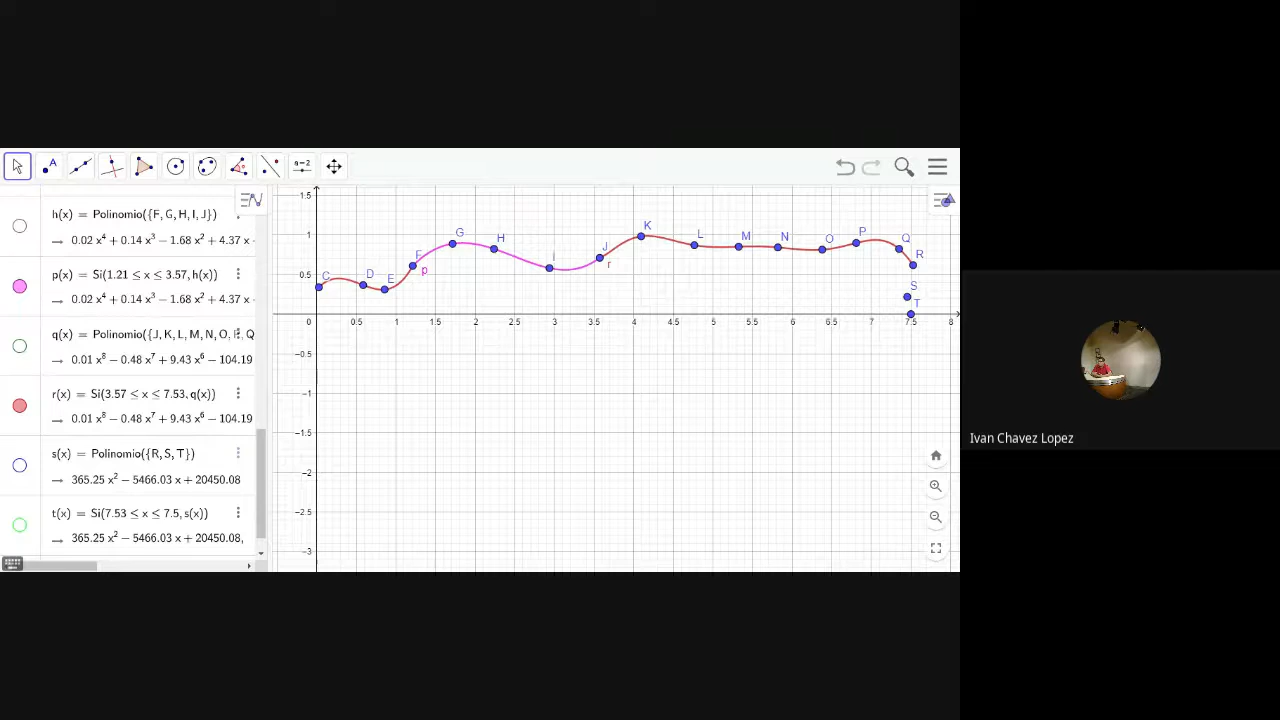 a=2
h(x) = Polinomio({F, G, H, I, J})
→ x⁴ + 0.14 x³ − 1.68 x² + 4.37 x −
p(x) = Si(1.21 ≤ x ≤ 3.57, h(x))
→ 0.02 x⁴ + 0.14 x³ − 1.68 x² + 4.37 x −
q(x) = Polinomio({J, K, L, M, N, O, P, Q
→ 0.01 x⁸ − 0.48 x⁷ + 9.43 x⁶ − 104.19
r(x) = Si(3.57 ≤ x ≤ 7.53, q(x))
→ 0.01 x⁸ − 0.48 x⁷ + 9.43 x⁶ − 104.19
s(x) = Polinomio({R, S, T})
→ 365.25 x² − 5466.03 x + 20450.08
t(x) = Si(7.53 ≤ x ≤ 7.5, s(x))
→ 365.25 x² − 5466.03 x + 20450.08,
1.5
1
0.5
C D E F G H I J K L M N O P Q R S T
p r
0 0.5 1 1.5 2 2.5 3 3.5 4 4.5 5 5.5 6 6.5 7 7.5 8
−0.5
−1
−1.5
−2
−2.5
−3
Ivan Chavez Lopez